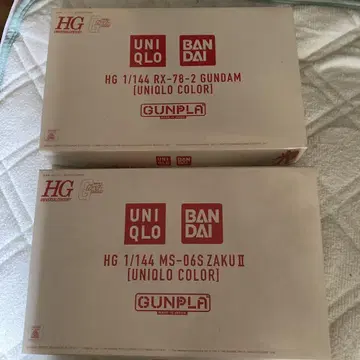 HG
UNI
QLO
BAN
DAI
HG 1/144 RX-78-2 GUNDAM
[UNIQLO COLOR]
GUNPLA
HG
UNI
QLO
BAN
DAI
HG 1/144 MS-06S ZAKU II
[UNIQLO COLOR]
GUNPLA